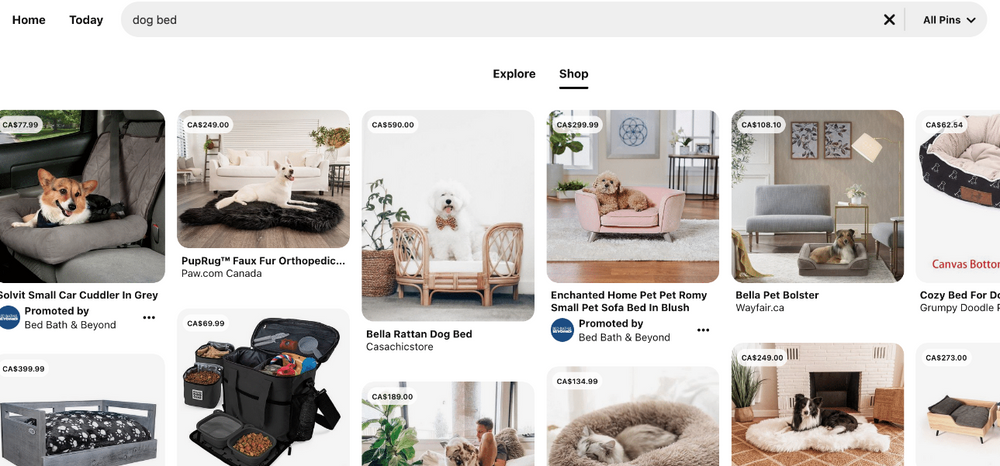 Home
Today
dog bed
All Pins
Explore
Shop
CA$77.99
Solvit Small Car Cuddler In Grey
Promoted by
Bed Bath & Beyond
CA$399.99
CA$249.00
PupRug™ Faux Fur Orthopedic...
Paw.com Canada
CA$69.99
CA$590.00
Bella Rattan Dog Bed
Casachicstore
CA$189.00
CA$299.99
Enchanted Home Pet Pet Romy
Small Pet Sofa Bed In Blush
Promoted by
Bed Bath & Beyond
CA$134.99
CA$108.10
Bella Pet Bolster
Wayfair.ca
CA$249.00
CA$62.54
Canvas Bottom
Cozy Bed For Do
Grumpy Doodle
CA$273.00